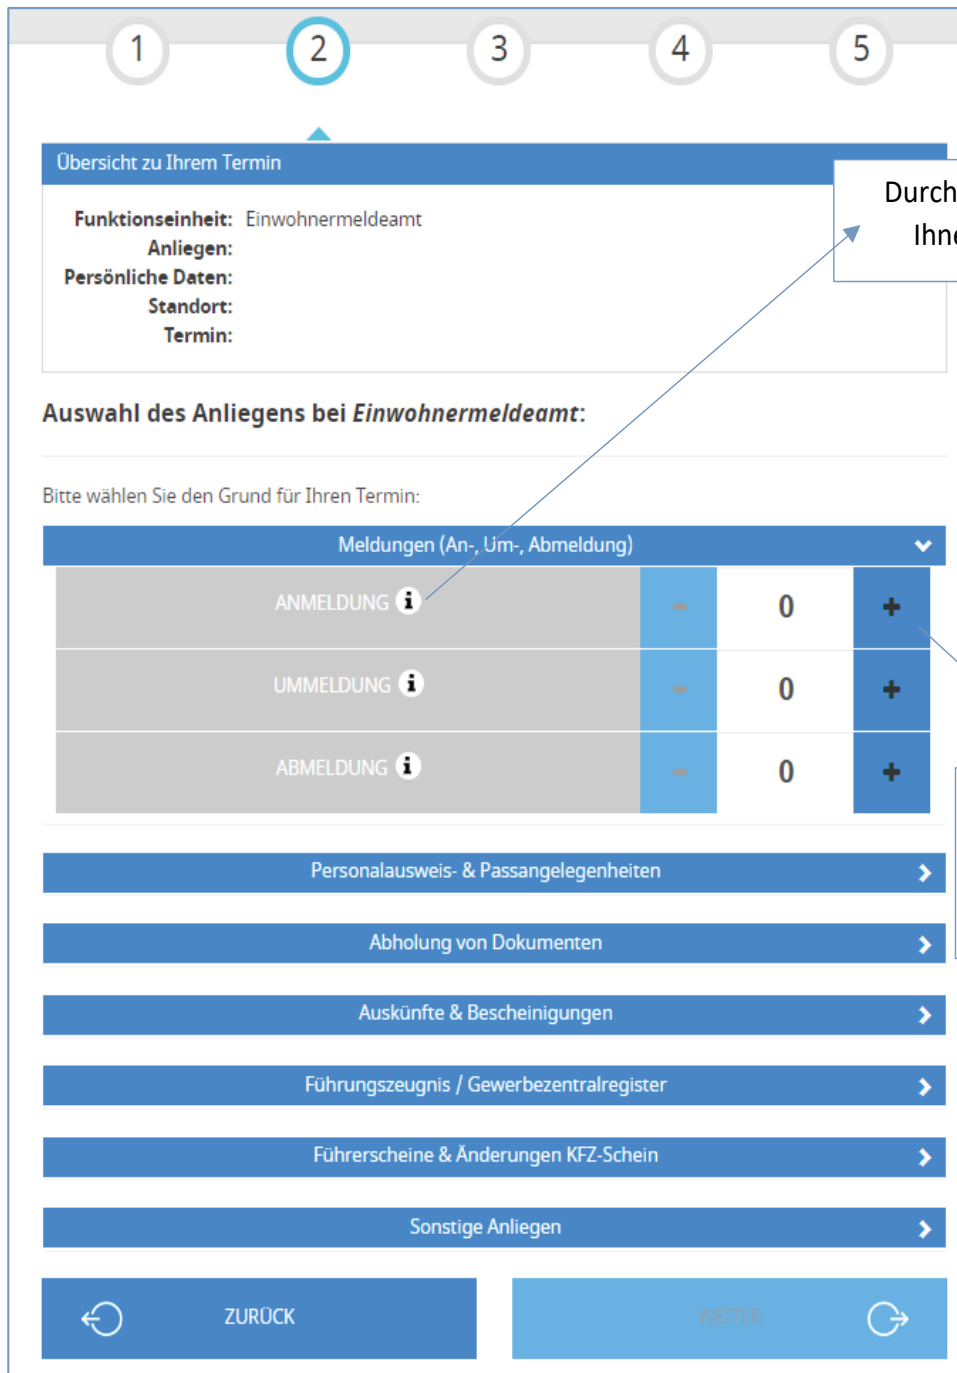 1 2 3 4 5
Übersicht zu Ihrem Termin
Durch
Ihne
Funktionseinheit: Einwohnermeldeamt
Anliegen:
Persönliche Daten:
Standort:
Termin:
Auswahl des Anliegens bei Einwohnermeldeamt:
Bitte wählen Sie den Grund für Ihren Termin:
Meldungen (An-, Um-, Abmeldung)
ANMELDUNG i - 0 +
UMMELDUNG i - 0 +
ABMELDUNG i - 0 +
Personalausweis- & Passangelegenheiten
Abholung von Dokumenten
Auskünfte & Bescheinigungen
Führungszeugnis / Gewerbezentralregister
Führerscheine & Änderungen KFZ-Schein
Sonstige Anliegen
ZURÜCK WEITER